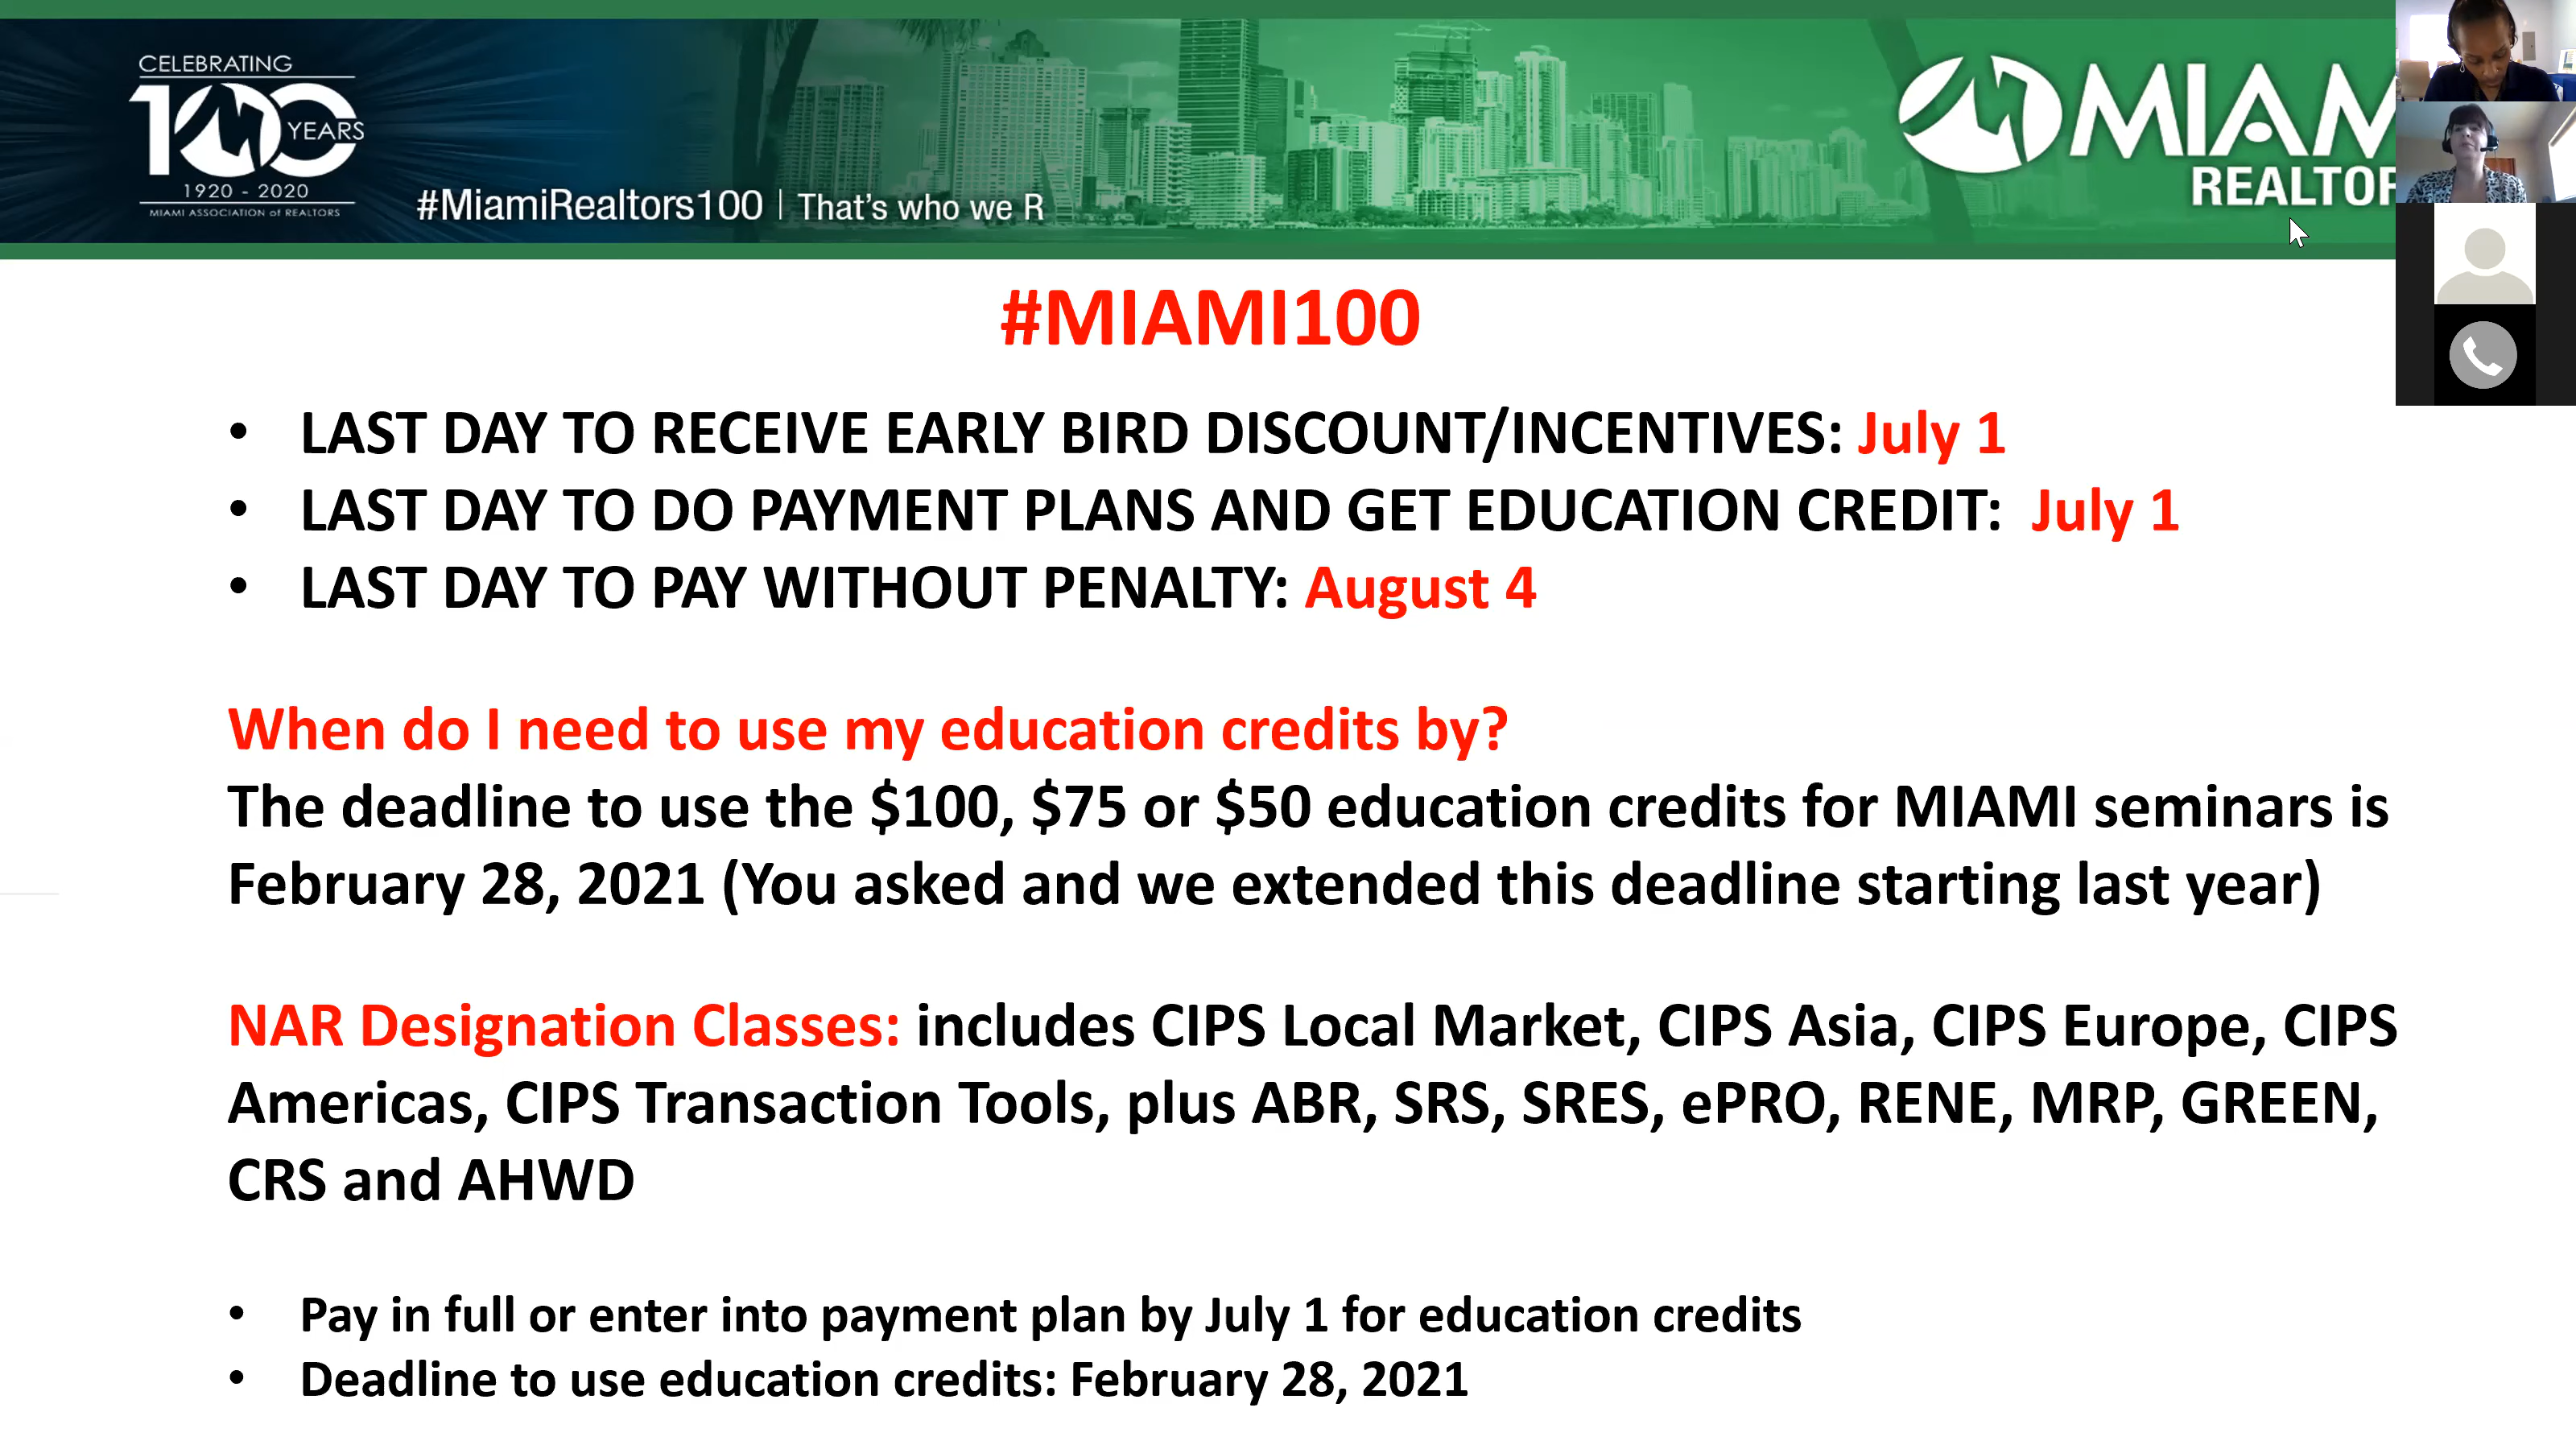 CELEBRATING
100 YEARS
1920 - 2020
MIAMI ASSOCIATION of REALTORS
#MiamiRealtors100 | That's who we R
MIAM
REALTOR
#MIAMI100
• LAST DAY TO RECEIVE EARLY BIRD DISCOUNT/INCENTIVES: July 1
• LAST DAY TO DO PAYMENT PLANS AND GET EDUCATION CREDIT: July 1
• LAST DAY TO PAY WITHOUT PENALTY: August 4
When do I need to use my education credits by?
The deadline to use the $100, $75 or $50 education credits for MIAMI seminars is
February 28, 2021 (You asked and we extended this deadline starting last year)
NAR Designation Classes: includes CIPS Local Market, CIPS Asia, CIPS Europe, CIPS
Americas, CIPS Transaction Tools, plus ABR, SRS, SRES, ePRO, RENE, MRP, GREEN,
CRS and AHWD
• Pay in full or enter into payment plan by July 1 for education credits
• Deadline to use education credits: February 28, 2021